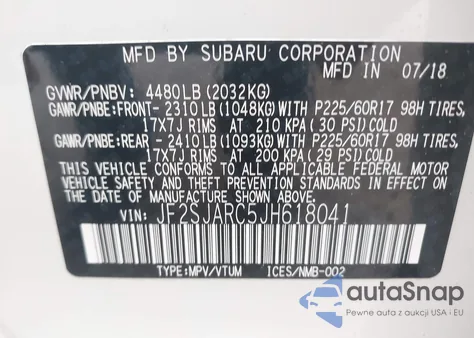 MFD BY SUBARU CORPORATION
MFD IN 07/18
GVWR/PNBV: 4480 LB (2032KG)
GAWR/PNBE:FRONT- 2310 LB (1048KG) WITH P225/60R17 98H TIRES,
17X7J RIMS AT 210 KPA (30 PSI) COLD
GAWR/PNBE:REAR - 2410 LB (1093KG) WITH P225/60R17 98H TIRES,
17X7J RIMS AT 200 KPA (29 PSI) COLD
THIS VEHICLE CONFORMS TO ALL APPLICABLE FEDERAL MOTOR
VEHICLE SAFETY AND THEFT PREVENTION STANDARDS IN EFFECT ON
THE DATE OF MANUFACTURE SHOWN ABOVE.
VIN: JF2SJARC5JH618041
TYPE:MPV/VTUM ICES/NMB-002
autoSnap
Pewne auta z USA i EU